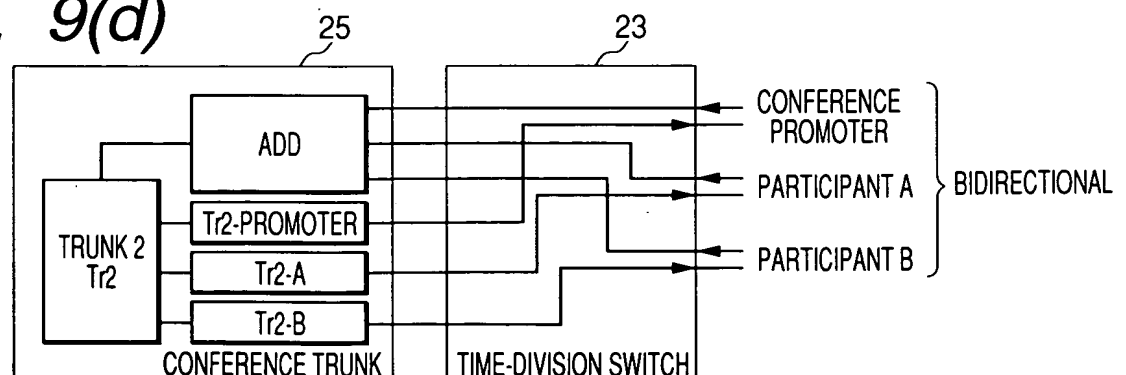 9(d)
25
23
ADD
TRUNK 2
Tr2
Tr2-PROMOTER
Tr2-A
Tr2-B
CONFERENCE TRUNK
TIME-DIVISION SWITCH
CONFERENCE
PROMOTER
PARTICIPANT A
PARTICIPANT B
BIDIRECTIONAL